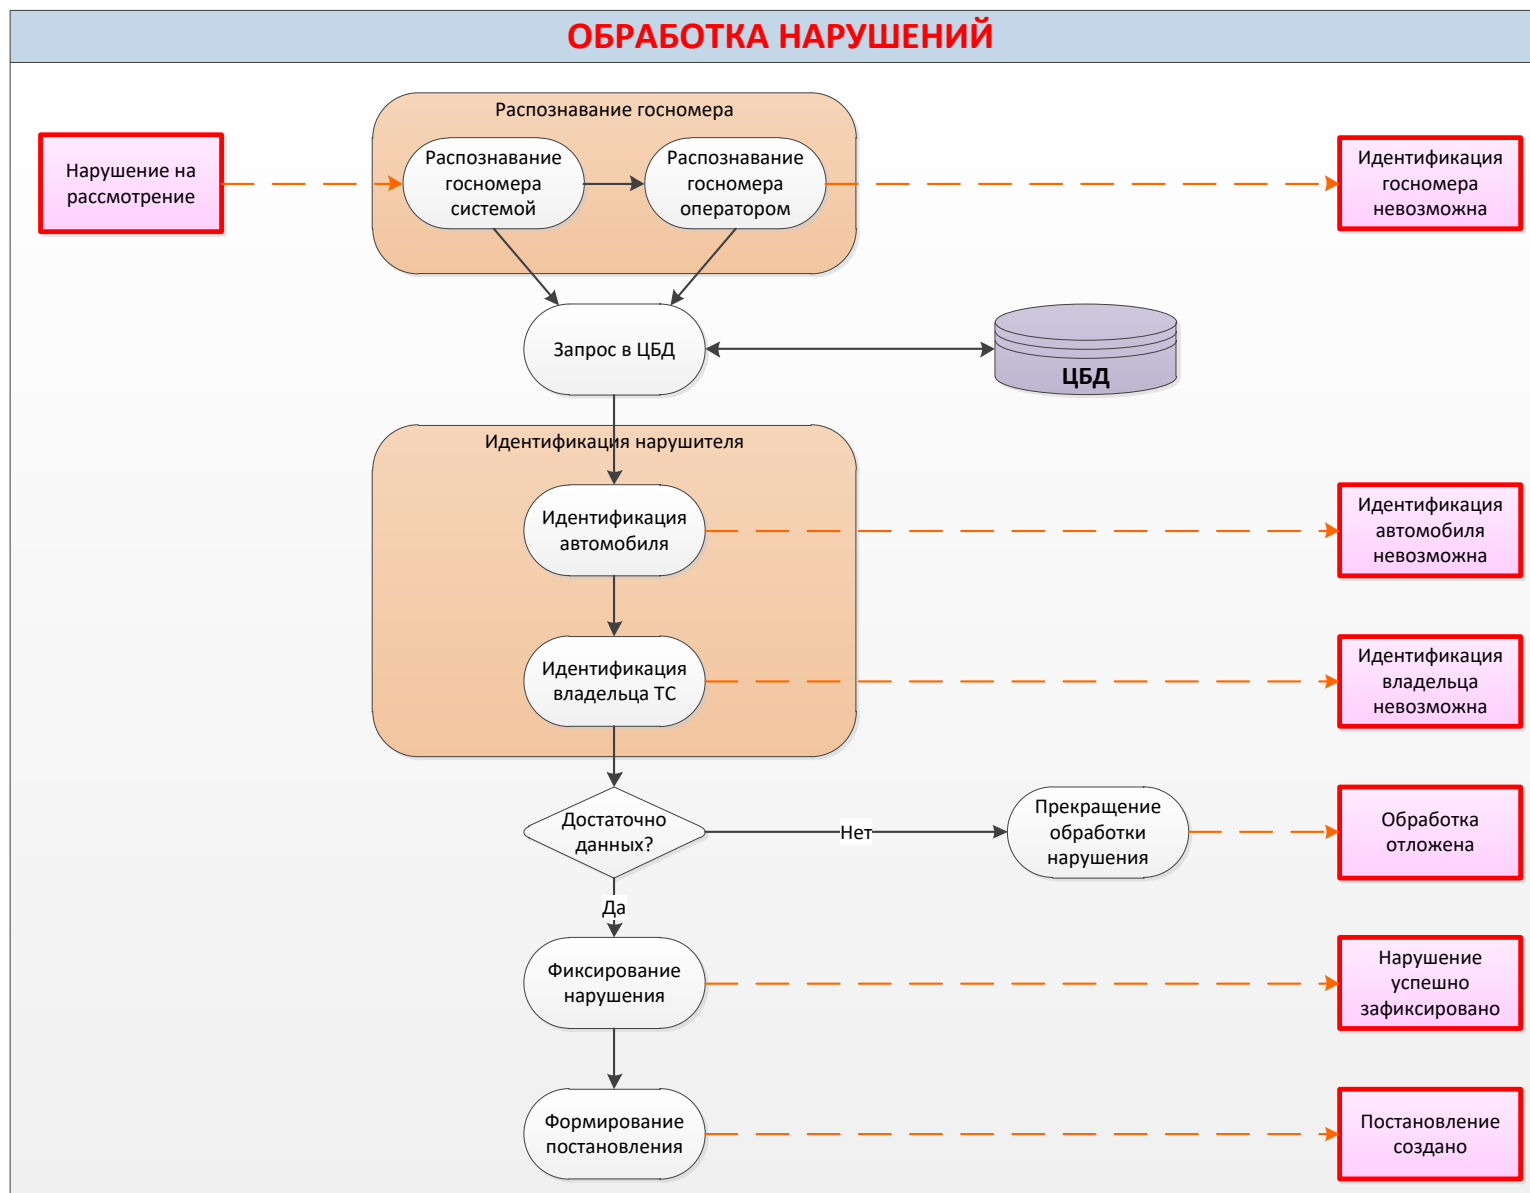 ОБРАБОТКА НАРУШЕНИЙ
Распознавание госномера
Нарушение на
рассмотрение
Распознавание
госномера
системой
Распознавание
госномера
оператором
Идентификация
госномера
невозможна
Запрос в ЦБД
ЦБД
Идентификация нарушителя
Идентификация
автомобиля
Идентификация
автомобиля
невозможна
Идентификация
владельца ТС
Идентификация
владельца
невозможна
Достаточно
данных?
Нет
Прекращение
обработки
нарушения
Обработка
отложена
Да
Фиксирование
нарушения
Нарушение
успешно
зафиксировано
Формирование
постановления
Постановление
создано